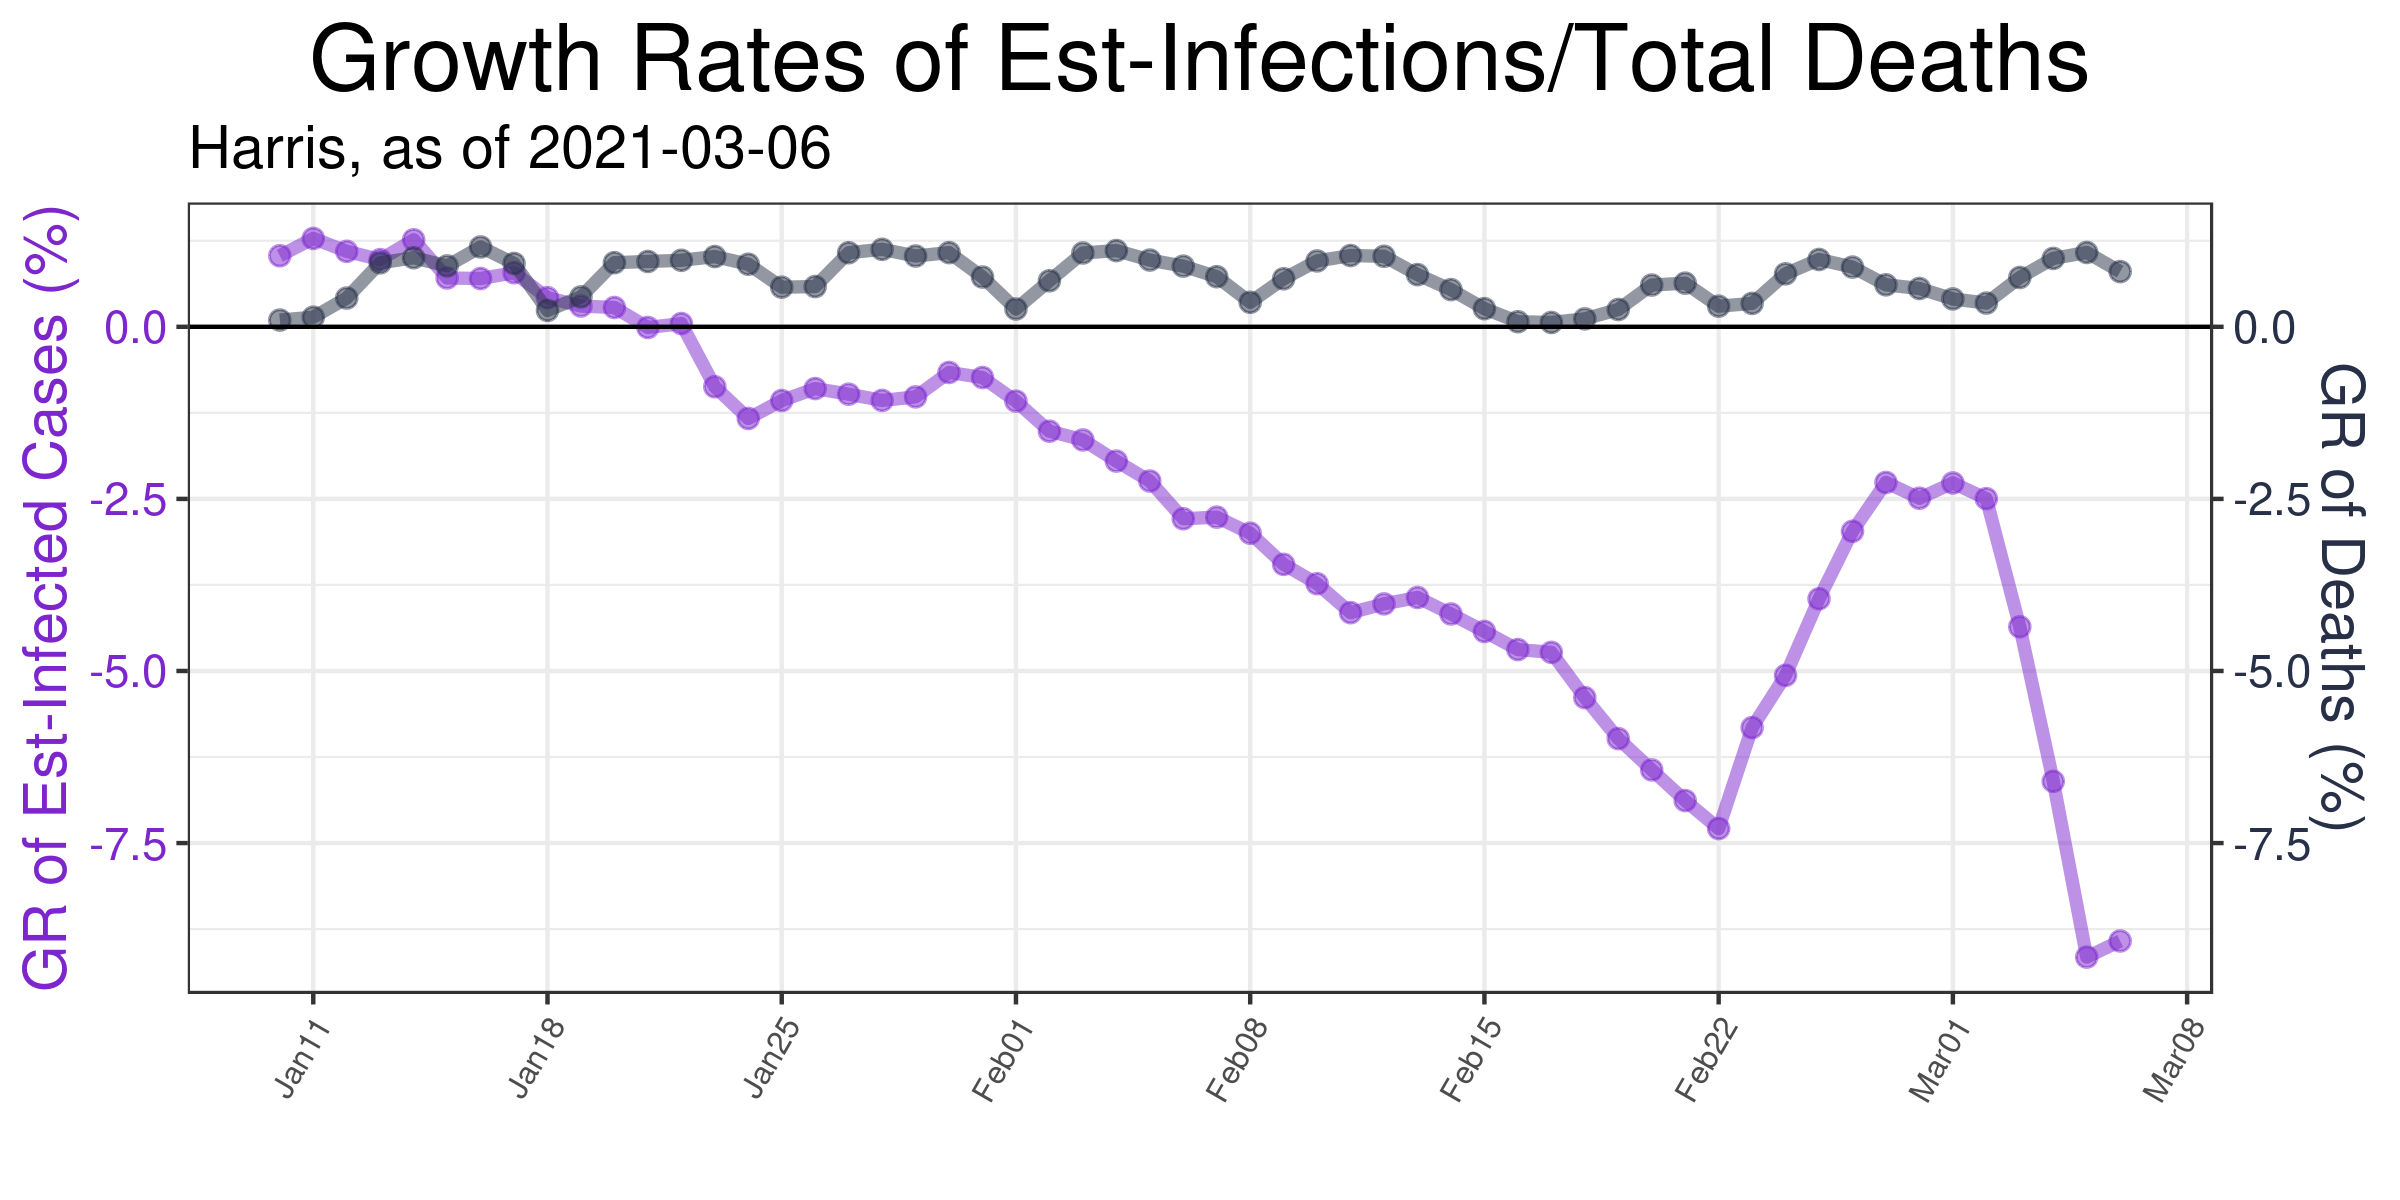 Growth Rates of Est-Infections/Total Deaths
Harris, as of 2021-03-06
GR of Est-Infected Cases (%)
0.0
-2.5
-5.0
-7.5
0.0
-2.5
-5.0
-7.5
GR of Deaths (%)
Jan11
Jan18
Jan25
Feb01
Feb08
Feb15
Feb22
Mar01
Mar08